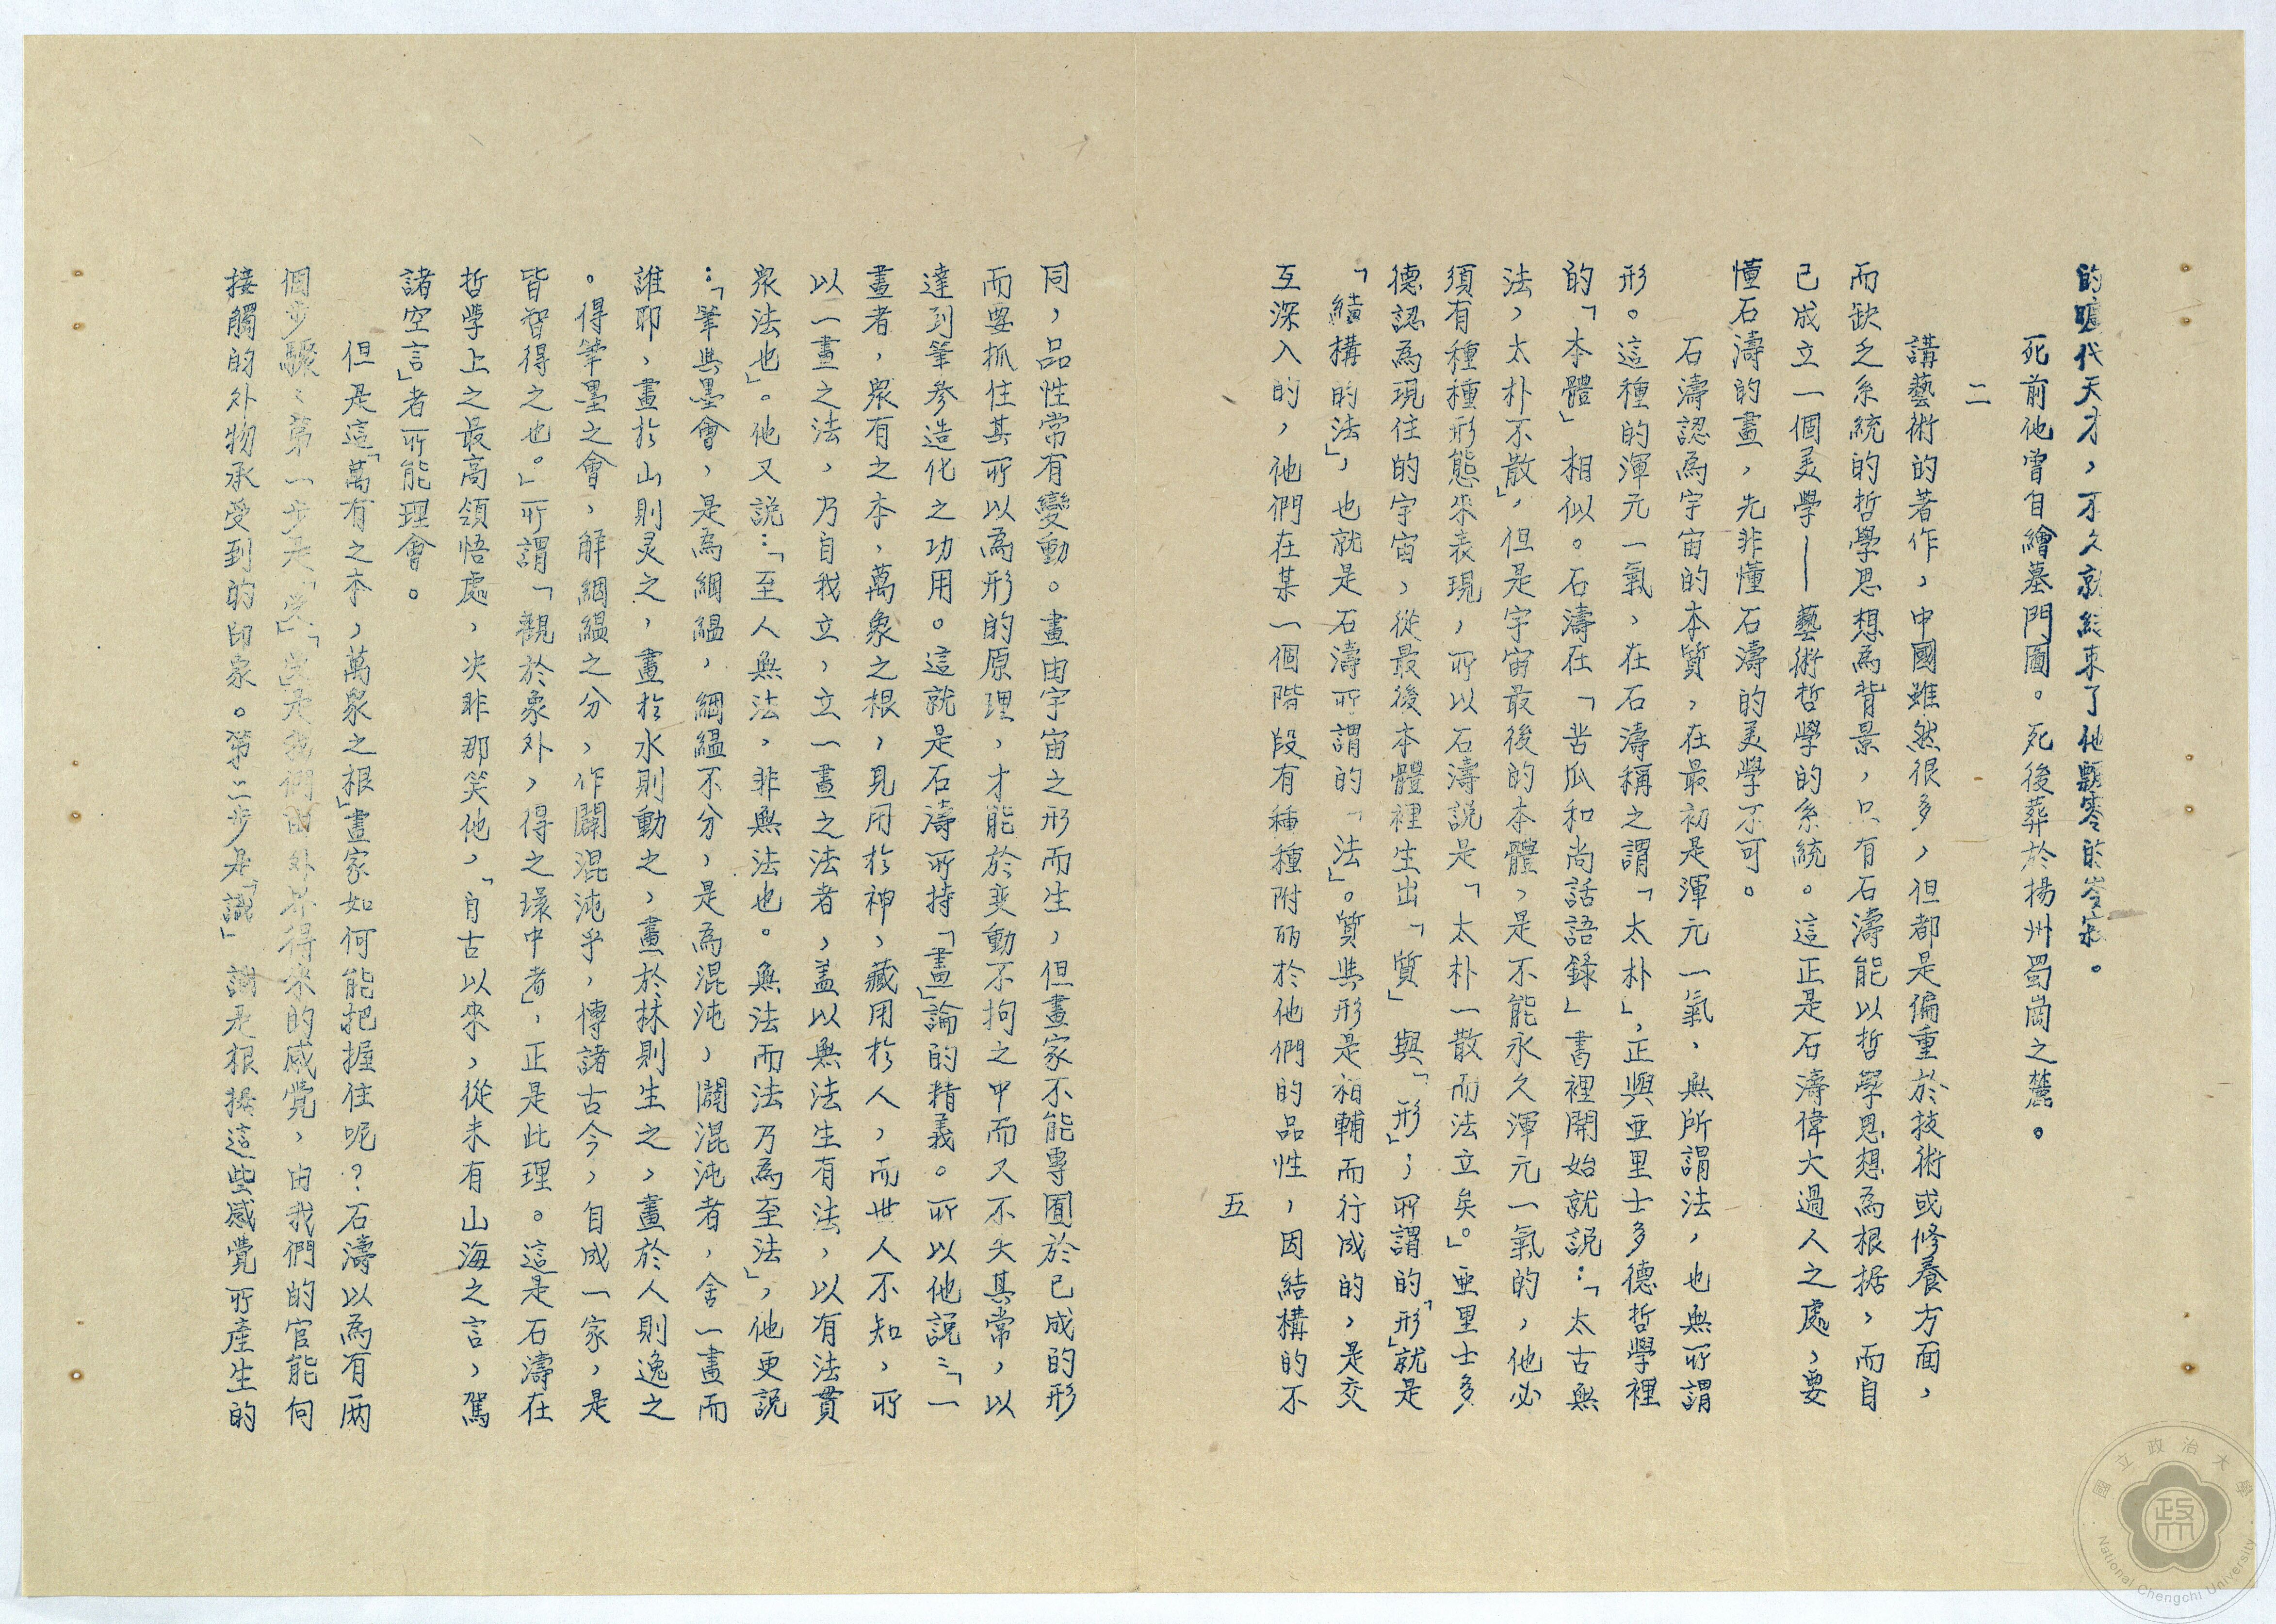 的曠代天才，不久就結束了他飄零的岑寂。
死前他曾自繪墓門圖。死後葬於揚州蜀崗之麓。
二
講藝術的著作，中國雖然很多，但都是偏重於技術或修養方面，
而缺乏系統的哲學思想為背景，只有石濤能以哲學思想為根据，而自
已成立一個美學——藝術哲學的系統。這正是石濤偉大過人之處，要
懂石濤的畫，先非懂石濤的美學不可。
石濤認為宇宙的本質，在最初是渾元一氣，無所謂法，也無所謂
形。這種的渾元一氣，在石濤稱之謂「太朴」，正與亞里士多德哲學裡
的「本體」相似。石濤在「苦瓜和尚話語錄」書裡開始就說：「太古無
法，太朴不散」，但是宇宙最後的本體，是不能永久渾元一氣的，他必
須有種種形態來表現，所以石濤說是「太朴一散而法立矣。」亞里士多
德認為現住的宇宙，從最後本體裡生出「質」與「形」；所謂的「形」就是
「結構的法」，也就是石濤所謂的「法」。質與形是相輔而行成的，是交
互深入的，他們在某一個階段有種種附丽於他們的品性，因結構的不
五
同，品性常有變動。畫由宇宙之形而生，但畫家不能專囿於已成的形
而要抓住其所以為形的原理，才能於变動不拘之中而又不失其常，以
達到筆參造化之功用。這就是石濤所持「畫」論的精義。所以他說：「一
畫者，眾有之本，萬象之根，見用於神，藏用於人，而世人不知，所
以一畫之法，乃自我立，立一畫之法者，盖以無法生有法，以有法貫
眾法也」。他又說：「至人無法，非無法也。無法而法乃為至法」，他更說
：「筆與墨會，是為絪縕，絪縕不分，是為混沌，闢混沌者，舍一畫而
誰耶，畫於山則灵之，畫於水則動之，畫於林則生之，畫於人則逸之
。得筆墨之會，解絪縕之分，作闢混沌手，傳諸古今，自成一家，是
皆智得之也。」所謂「觀於象外，得之環中者」，正是此理。這是石濤在
哲學上之最高領悟處，决非那笑他，「自古以來，從未有山海之言，駕
諸空言」者所能理會。
但是這「萬有之本，萬象之根」畫家如何能把握住呢？石濤以為有兩
個步驟：第一步是「受」「受」是我們由外界得來的感覺，由我們的官能向
接觸的外物承受到的印象。第二步是「識」識是根据這些感覺所產生的